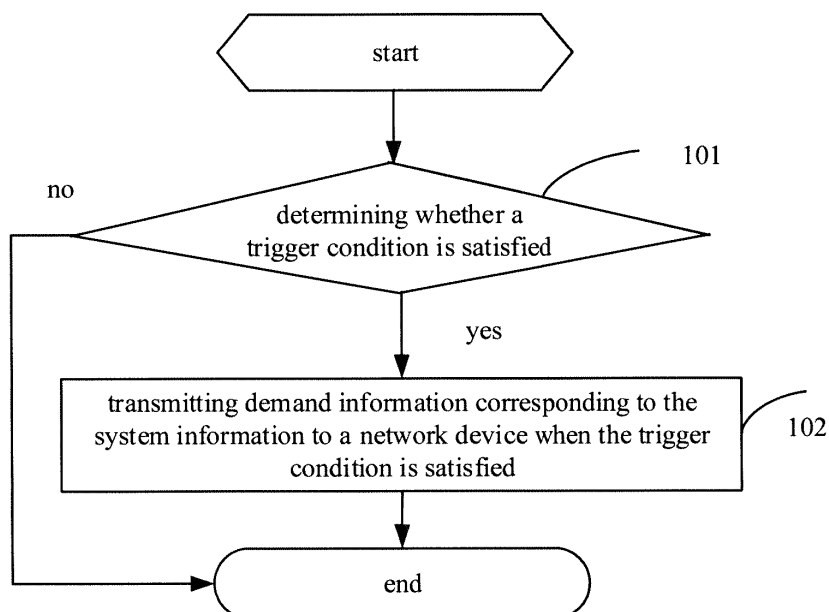 start
101
no
determining whether a
trigger condition is satisfied
yes
transmitting demand information corresponding to the
system information to a network device when the trigger
condition is satisfied
102
end